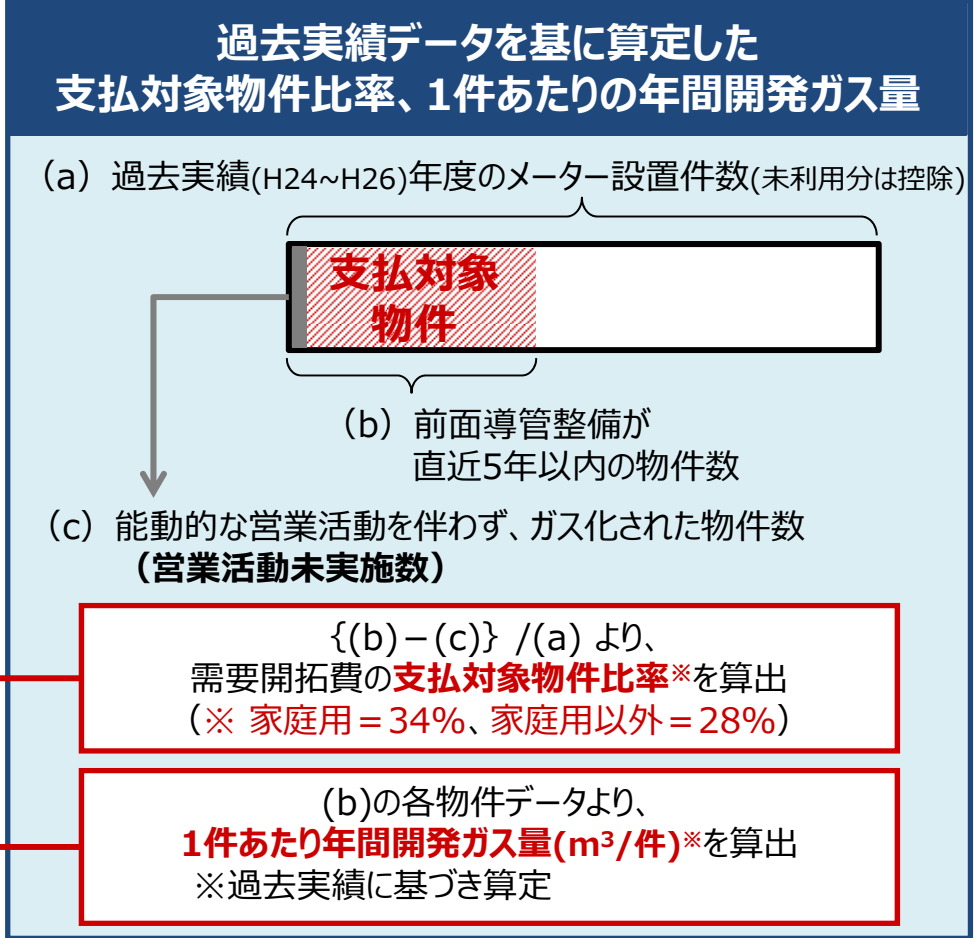 過去実績データを基に算定した
支払対象物件比率、1件あたりの年間開発ガス量
（a）過去実績(H24~H26)年度のメーター設置件数(未利用分は控除)
支払対象
物件
（b）前面導管整備が
直近5年以内の物件数
（c）能動的な営業活動を伴わず、ガス化された物件数
（営業活動未実施数）
{(b)－(c)} /(a) より、
需要開拓費の支払対象物件比率※を算出
（※ 家庭用＝34%、家庭用以外＝28%）
(b)の各物件データより、
1件あたり年間開発ガス量(m³/件)※を算出
※過去実績に基づき算定